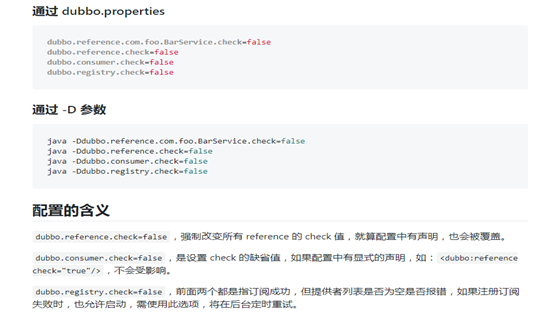 通过 dubbo.properties
dubbo.reference.com.foo.BarService.check=false
dubbo.reference.check=false
dubbo.consumer.check=false
dubbo.registry.check=false
通过 -D 参数
java -Ddubbo.reference.com.foo.BarService.check=false
java -Ddubbo.reference.check=false
java -Ddubbo.consumer.check=false
java -Ddubbo.registry.check=false
配置的含义
dubbo.reference.check=false ，强制改变所有 reference 的 check 值，就算配置中有声明，也会被覆盖。
dubbo.consumer.check=false ，是设置 check 的缺省值，如果配置中有显式的声明，如： <dubbo:reference
check="true"/> ，不会受影响。
dubbo.registry.check=false ，前面两个都是指订阅成功，但提供者列表是否为空是否报错，如果注册订阅
失败时，也允许启动，需使用此选项，将在后台定时重试。